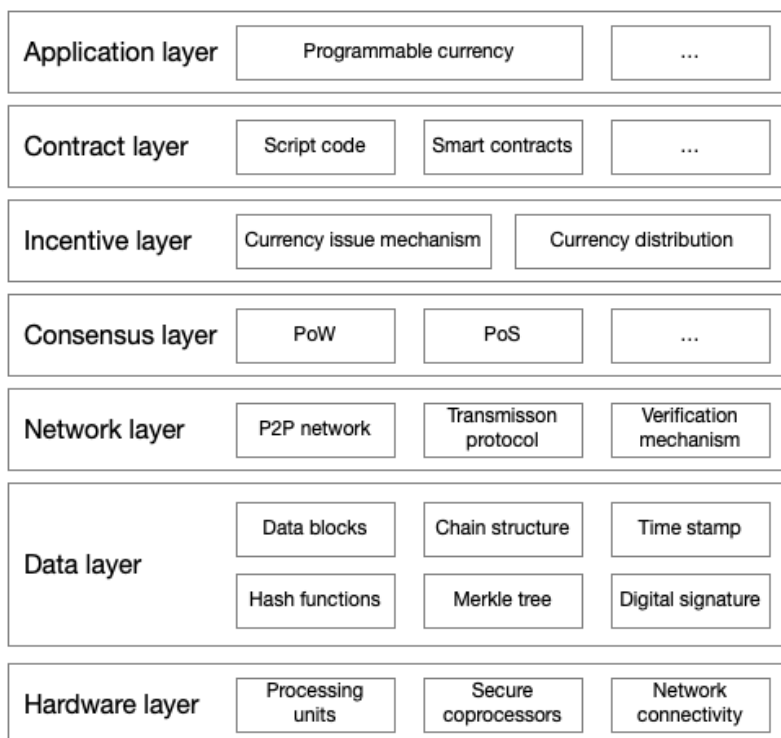 Application layer
Programmable currency
...
Contract layer
Script code
Smart contracts
...
Incentive layer
Currency issue mechanism
Currency distribution
Consensus layer
PoW
PoS
...
Network layer
P2P network
Transmisson
protocol
Verification
mechanism
Data layer
Data blocks
Chain structure
Time stamp
Hash functions
Merkle tree
Digital signature
Hardware layer
Processing
units
Secure
coprocessors
Network
connectivity